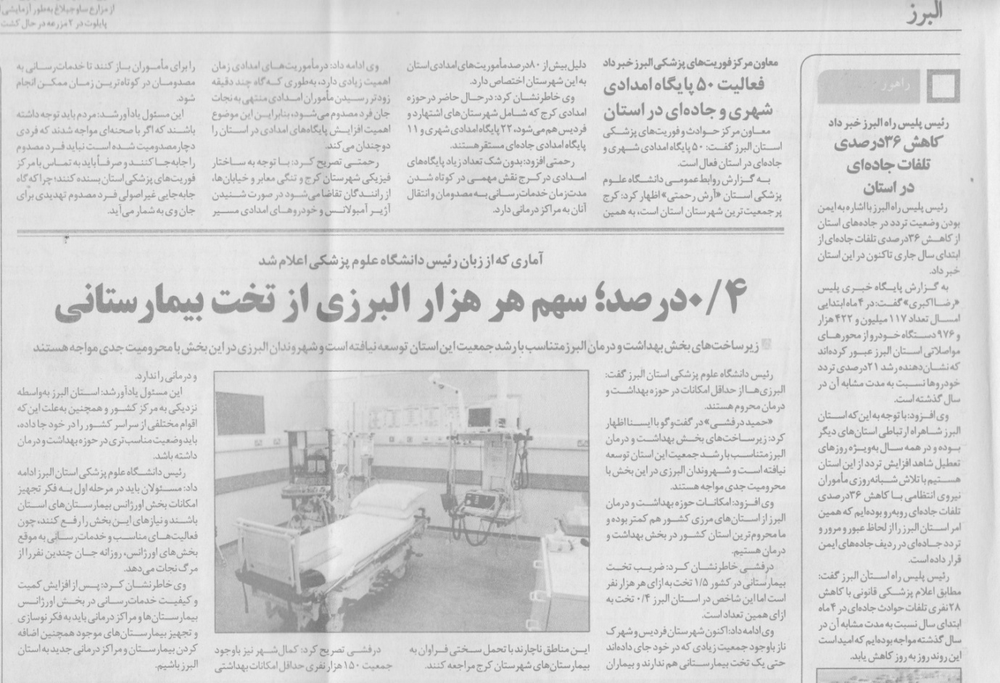 البرز
از مزارع ساوجبلاغ به‌طور آزمایشی
پایلوت در ۲ مزرعه در حال کشت
راهور
رئیس پلیس راه البرز خبر داد
کاهش ۳۶درصدی
تلفات جاده‌ای
در استان
رئیس پلیس راه البرز با اشاره به ایمن
بودن وضعیت تردد در جاده‌های استان
از کاهش ۳۶درصدی تلفات جاده‌ای از
ابتدای سال جاری تاکنون در این استان
خبر داد.
به گزارش پایگاه خبری پلیس
«رضا اکبری» گفت: در ۴ ماه ابتدایی
امسال تعداد ۱۱۷ میلیون و ۴۲۲ هزار
و ۹۷۶ دستگاه خودرو از محورهای
مواصلاتی استان البرز عبور کرده‌اند
که نشان‌دهنده رشد ۲۱درصدی تردد
خودروها نسبت به مدت مشابه آن در
سال گذشته است.
وی افزود: با توجه به این که استان
البرز شاهراه ارتباطی استان‌های دیگر
بوده و در همه سال به‌ویژه روزهای
تعطیل شاهد افزایش تردد از این استان
هستیم با تلاش شبانه‌روزی مأموران
نیروی انتظامی با کاهش ۳۶درصدی
تلفات جاده‌ای روبه‌رو بوده‌ایم که همین
امر استان البرز را از لحاظ عبور و مرور و
تردد جاده‌ای در ردیف جاده‌های ایمن
قرار داده است.
رئیس پلیس راه استان البرز گفت:
مطابق اعلام پزشکی قانونی با کاهش
۲۸نفری تلفات حوادث جاده‌ای در ۴ ماه
ابتدای سال نسبت به مدت مشابه آن در
سال گذشته مواجه بوده‌ایم که امید است
این روند روز به روز کاهش یابد.
معاون مرکز فوریت‌های پزشکی البرز خبر داد
فعالیت ۵۰ پایگاه امدادی
شهری و جاده‌ای در استان
معاون مرکز حوادث و فوریت‌های پزشکی
استان البرز گفت: ۵۰ پایگاه امدادی شهری و
جاده‌ای در استان فعال است.
به گزارش روابط عمومی دانشگاه علوم
پزشکی استان «آرش رحمتی» اظهار کرد: کرج
پرجمعیت‌ترین شهرستان استان است، به همین
دلیل بیش از ۸۰درصد مأموریت‌های امدادی استان
به این شهرستان اختصاص دارد.
وی خاطرنشان کرد: در حال حاضر در حوزه
امدادی کرج که شامل شهرستان‌های اشتهارد و
فردیس هم می‌شود، ۲۲ پایگاه امدادی شهری و ۱۱
پایگاه امدادی جاده‌ای مستقر هستند.
رحمتی افزود: بدون شک تعداد زیاد پایگاه‌های
امدادی در کرج نقش مهمی در کوتاه شدن
مدت‌زمان خدمات‌رسانی به مصدومان و انتقال
آنان به مراکز درمانی دارد.
وی ادامه داد: در مأموریت‌های امدادی زمان
اهمیت زیادی دارد، به‌طوری که گاه چند دقیقه
زودتر رسیدن مأموران امدادی منتهی به نجات
جان فرد مصدوم می‌شود، بنابراین این موضوع
اهمیت افزایش پایگاه‌های امدادی در استان را
دوچندان می‌کند.
رحمتی تصریح کرد: با توجه به ساختار
فیزیکی شهرستان کرج و تنگی معابر و خیابان‌ها،
از رانندگان تقاضا می‌شود در صورت شنیدن
آژیر آمبولانس و خودروهای امدادی مسیر
را برای مأموران باز کنند تا خدمات‌رسانی به
مصدومان در کوتاه‌ترین زمان ممکن انجام
شود.
این مسئول یادآور شد: مردم باید توجه داشته
باشند که اگر با صحنه‌ای مواجه شدند که فردی
دچار مصدومیت شده است نباید فرد مصدوم
را جابه‌جا کنند و صرفاً باید به تماس با مرکز
فوریت‌های پزشکی استان بسنده کنند؛ چرا که گاه
جابه‌جایی غیراصولی فرد مصدوم تهدیدی برای
جان وی به شمار می‌آید.
آماری که از زبان رئیس دانشگاه علوم پزشکی اعلام شد
۰/۴درصد؛ سهم هر هزار البرزی از تخت بیمارستانی
زیرساخت‌های بخش بهداشت و درمان البرز متناسب با رشد جمعیت این استان توسعه نیافته است و شهروندان البرزی در این بخش با محرومیت جدی مواجه هستند
رئیس دانشگاه علوم پزشکی استان البرز گفت:
البرزی‌ها از حداقل امکانات در حوزه بهداشت و
درمان محروم هستند.
«حمید درفشی» در گفت‌وگو با ایسنا اظهار
کرد: زیرساخت‌های بخش بهداشت و درمان
البرز متناسب با رشد جمعیت این استان توسعه
نیافته است و شهروندان البرزی در این بخش با
محرومیت جدی مواجه هستند.
وی افزود: امکانات حوزه بهداشت و درمان
البرز از استان‌های مرزی کشور هم کمتر بوده و
ما محروم‌ترین استان کشور در بخش بهداشت و
درمان هستیم.
درفشی خاطرنشان کرد: ضریب تخت
بیمارستانی در کشور ۱/۵ تخت به ازای هر هزار نفر
است اما این شاخص در استان البرز ۰/۴ تخت به
ازای همین تعداد است.
وی ادامه داد: اکنون شهرستان فردیس و شهرک
ناز با وجود جمعیت زیادی که در خود جای داده‌اند
حتی یک تخت بیمارستانی هم ندارند و بیماران
این مناطق ناچارند با تحمل سختی فراوان به
بیمارستان‌های شهرستان کرج مراجعه کنند.
درفشی تصریح کرد: کمال‌شهر نیز با وجود
جمعیت ۱۵۰ هزار نفری حداقل امکانات بهداشتی
و درمانی را ندارد.
این مسئول یادآور شد: استان البرز به‌واسطه
نزدیکی به مرکز کشور و همچنین به‌علت این که
اقوام مختلفی از سراسر کشور را در خود جا داده،
باید وضعیت مناسب‌تری در حوزه بهداشت و درمان
داشته باشد.
رئیس دانشگاه علوم پزشکی استان البرز ادامه
داد: مسئولان باید در مرحله اول به فکر تجهیز
امکانات بخش اورژانس بیمارستان‌های استان
باشند و نیازهای این بخش را رفع کنند، چون
فعالیت‌های مناسب و خدمات‌رسانی به موقع
بخش‌های اورژانس، روزانه جان چندین نفر را از
مرگ نجات می‌دهد.
وی خاطرنشان کرد: پس از افزایش کمیت
و کیفیت خدمات‌رسانی در بخش اورژانس
بیمارستان‌ها و مراکز درمانی باید به فکر نوسازی
و تجهیز بیمارستان‌های موجود همچنین اضافه
کردن بیمارستان و مراکز درمانی جدید به استان
البرز باشیم.